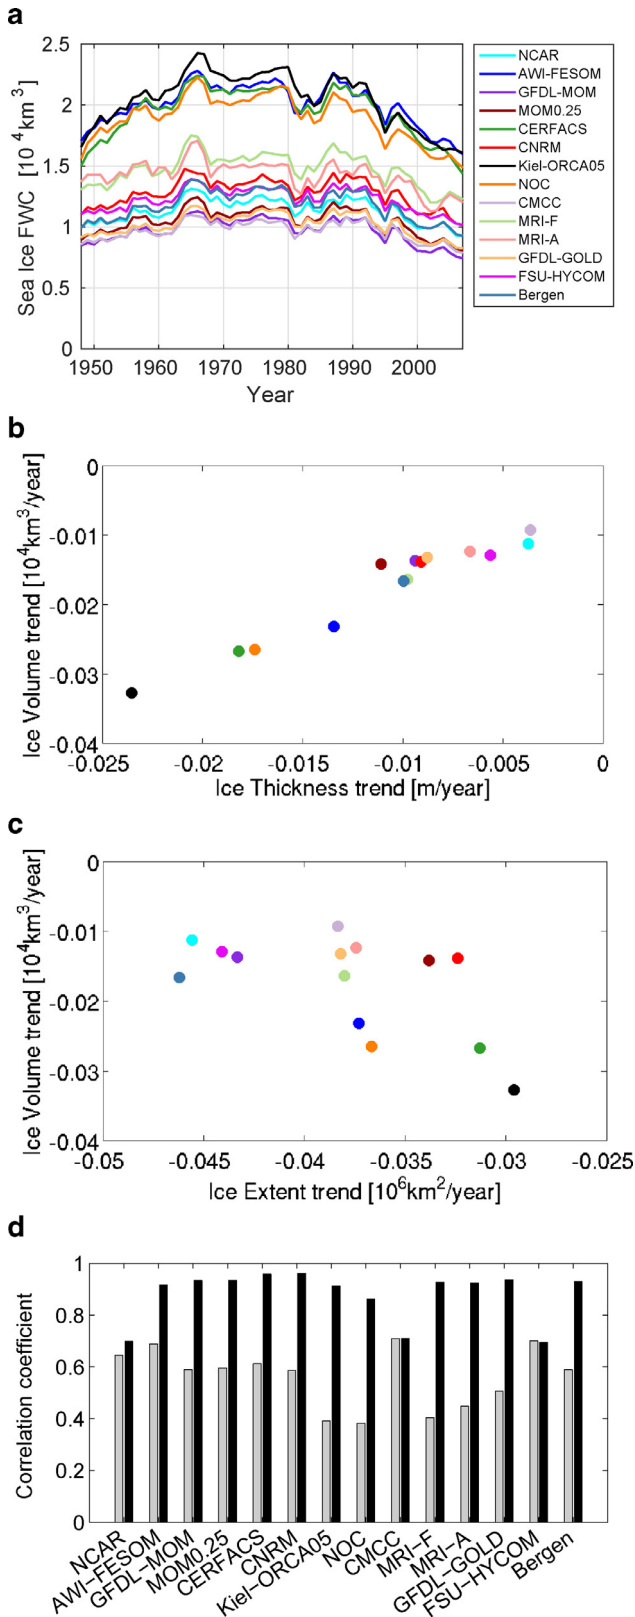 a
2.5
2
1.5
1
0.5
0
Sea Ice FWC [10⁴km³]
1950 1960 1970 1980 1990 2000
Year
NCAR
AWI-FESOM
GFDL-MOM
MOM0.25
CERFACS
CNRM
Kiel-ORCA05
NOC
CMCC
MRI-F
MRI-A
GFDL-GOLD
FSU-HYCOM
Bergen
b
0
-0.01
-0.02
-0.03
-0.04
Ice Volume trend [10⁴km³/year]
-0.025 -0.02 -0.015 -0.01 -0.005 0
Ice Thickness trend [m/year]
c
0
-0.01
-0.02
-0.03
-0.04
Ice Volume trend [10⁴km³/year]
-0.05 -0.045 -0.04 -0.035 -0.03 -0.025
Ice Extent trend [10⁶km²/year]
d
1
0.8
0.6
0.4
0.2
0
Correlation coefficient
NCAR
AWI-FESOM
GFDL-MOM
MOM0.25
CERFACS
CNRM
Kiel-ORCA05
NOC
CMCC
MRI-F
MRI-A
GFDL-GOLD
FSU-HYCOM
Bergen